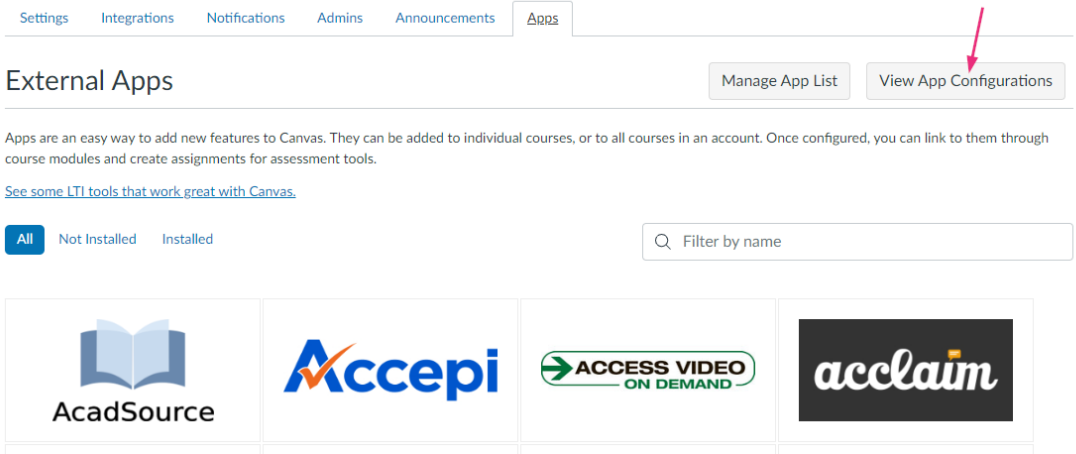 Settings Integrations Notifications Admins Announcements Apps
External Apps Manage App List View App Configurations
Apps are an easy way to add new features to Canvas. They can be added to individual courses, or to all courses in an account. Once configured, you can link to them through
course modules and create assignments for assessment tools.
See some LTI tools that work great with Canvas.
All Not Installed Installed Filter by name
AcadSource
Accepi
ACCESS VIDEO
ON DEMAND
acclaim